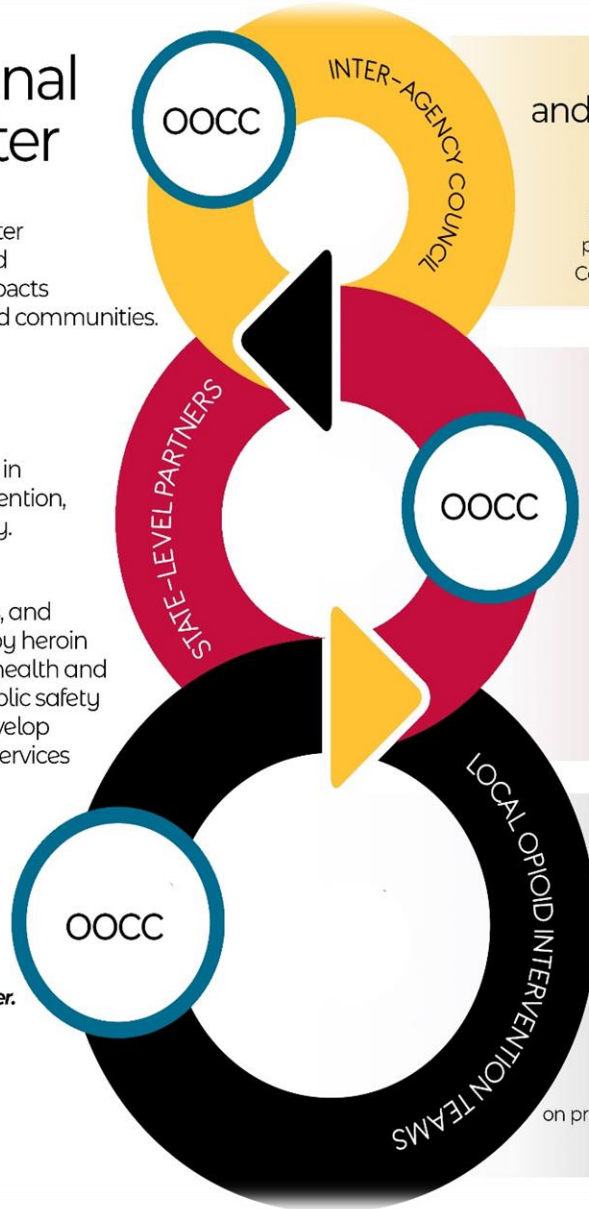 nal
ter
ter
d
pacts
d communities.
in
ention,
y.
, and
by heroin
health and
blic safety
velop
ervices
er.
OOCC
INTER-AGENCY COUNCIL
and
p
C
STATE-LEVEL PARTNERS
OOCC
OOCC
LOCAL OPIOID INTERVENTION TEAMS
on pr